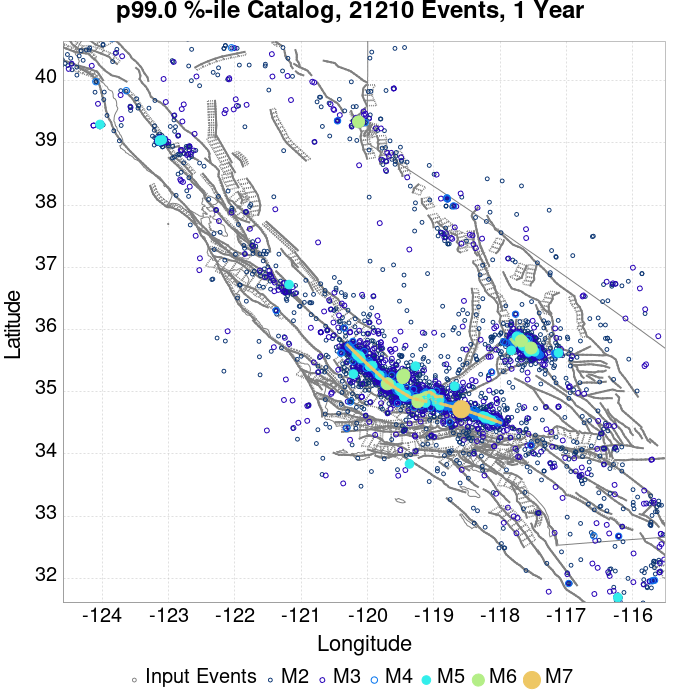 p99.0 %-ile Catalog, 21210 Events, 1 Year
40
39
38
37
36
35
34
33
32
Latitude
-124 -123 -122 -121 -120 -119 -118 -117 -116
Longitude
Input Events M2 M3 M4 M5 M6 M7